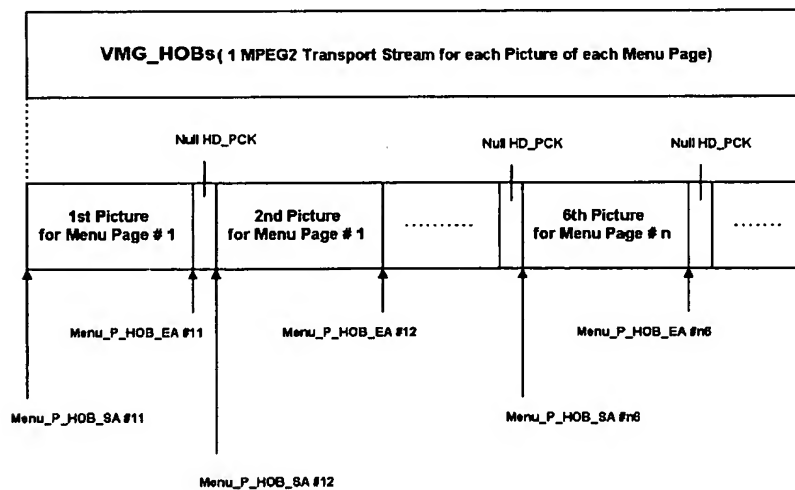 VMG_HOBs( 1 MPEG2 Transport Stream for each Picture of each Menu Page)
Null HD_PCK
Null HD_PCK
Null HD_PCK
1st Picture
for Menu Page # 1
2nd Picture
for Menu Page # 1
.........
6th Picture
for Menu Page # n
.......
Menu_P_HOB_EA #11
Menu_P_HOB_EA #12
Menu_P_HOB_EA #n6
Menu_P_HOB_SA #11
Menu_P_HOB_SA #n6
Menu_P_HOB_SA #12